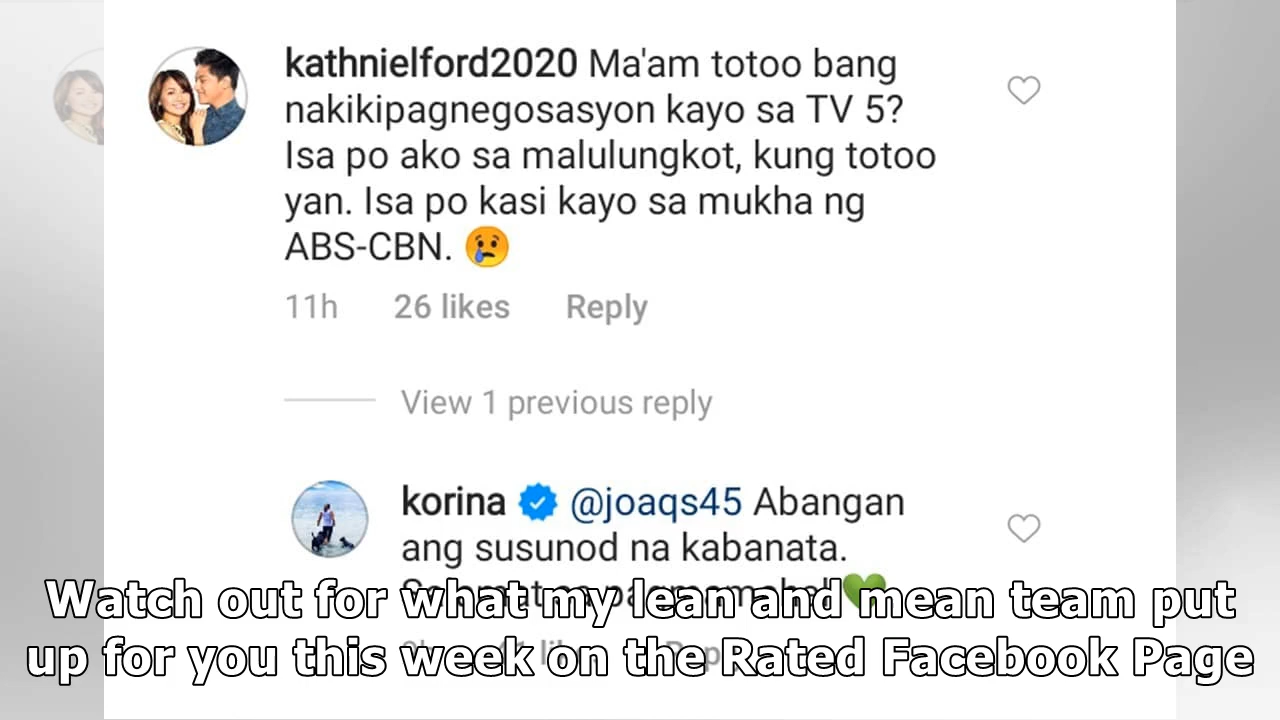 kathnielford2020 Ma'am totoo bang
nakikipagnegosasyon kayo sa TV 5?
Isa po ako sa malulungkot, kung totoo
yan. Isa po kasi kayo sa mukha ng
ABS-CBN. 😢
11h 26 likes Reply
View 1 previous reply
korina @joaqs45 Abangan
ang susunod na kabanata.
💚
Watch out for what my lean and mean team put
up for you this week on the Rated Facebook Page